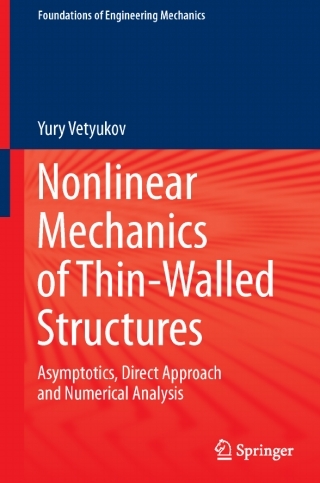 Foundations of Engineering Mechanics
Yury Vetyukov
Nonlinear
Mechanics
of Thin-Walled
Structures
Asymptotics, Direct Approach
and Numerical Analysis
Springer